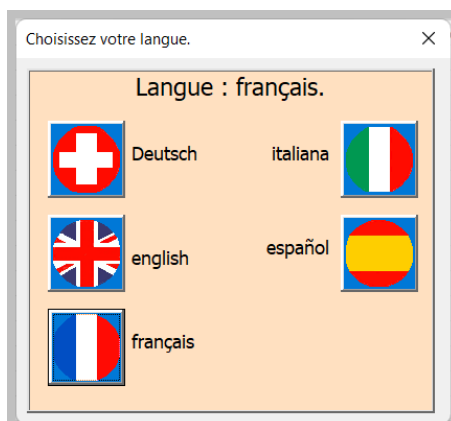 Choisissez votre langue.
Langue : français.
Deutsch
italiana
english
español
français